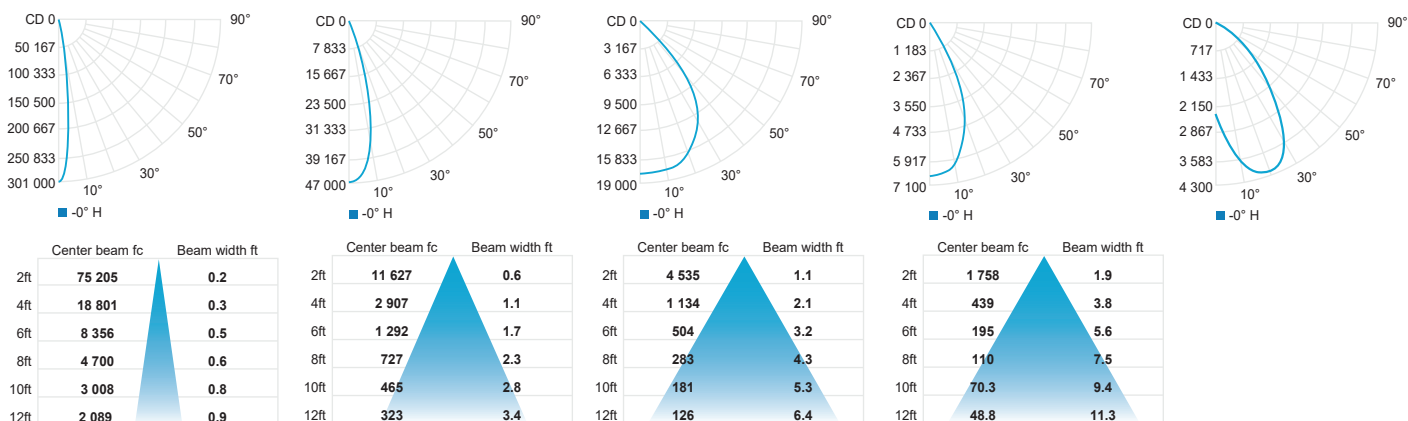 CD 0
50 167
100 333
150 500
200 667
250 833
301 000
10°
30°
50°
70°
90°
-0° H
CD 0
7 833
15 667
23 500
31 333
39 167
47 000
10°
30°
50°
70°
90°
-0° H
CD 0
3 167
6 333
9 500
12 667
15 833
19 000
10°
30°
50°
70°
90°
-0° H
CD 0
1 183
2 367
3 550
4 733
5 917
7 100
10°
30°
50°
70°
90°
-0° H
CD 0
717
1 433
2 150
2 867
3 583
4 300
10°
30°
50°
70°
90°
-0° H
Center beam fc Beam width ft
2ft 75 205 0.2
4ft 18 801 0.3
6ft 8 356 0.5
8ft 4 700 0.6
10ft 3 008 0.8
12ft 2 089 0.9
Center beam fc Beam width ft
2ft 11 627 0.6
4ft 2 907 1.1
6ft 1 292 1.7
8ft 727 2.3
10ft 465 2.8
12ft 323 3.4
Center beam fc Beam width ft
2ft 4 535 1.1
4ft 1 134 2.1
6ft 504 3.2
8ft 283 4.3
10ft 181 5.3
12ft 126 6.4
Center beam fc Beam width ft
2ft 1 758 1.9
4ft 439 3.8
6ft 195 5.6
8ft 110 7.5
10ft 70.3 9.4
12ft 48.8 11.3